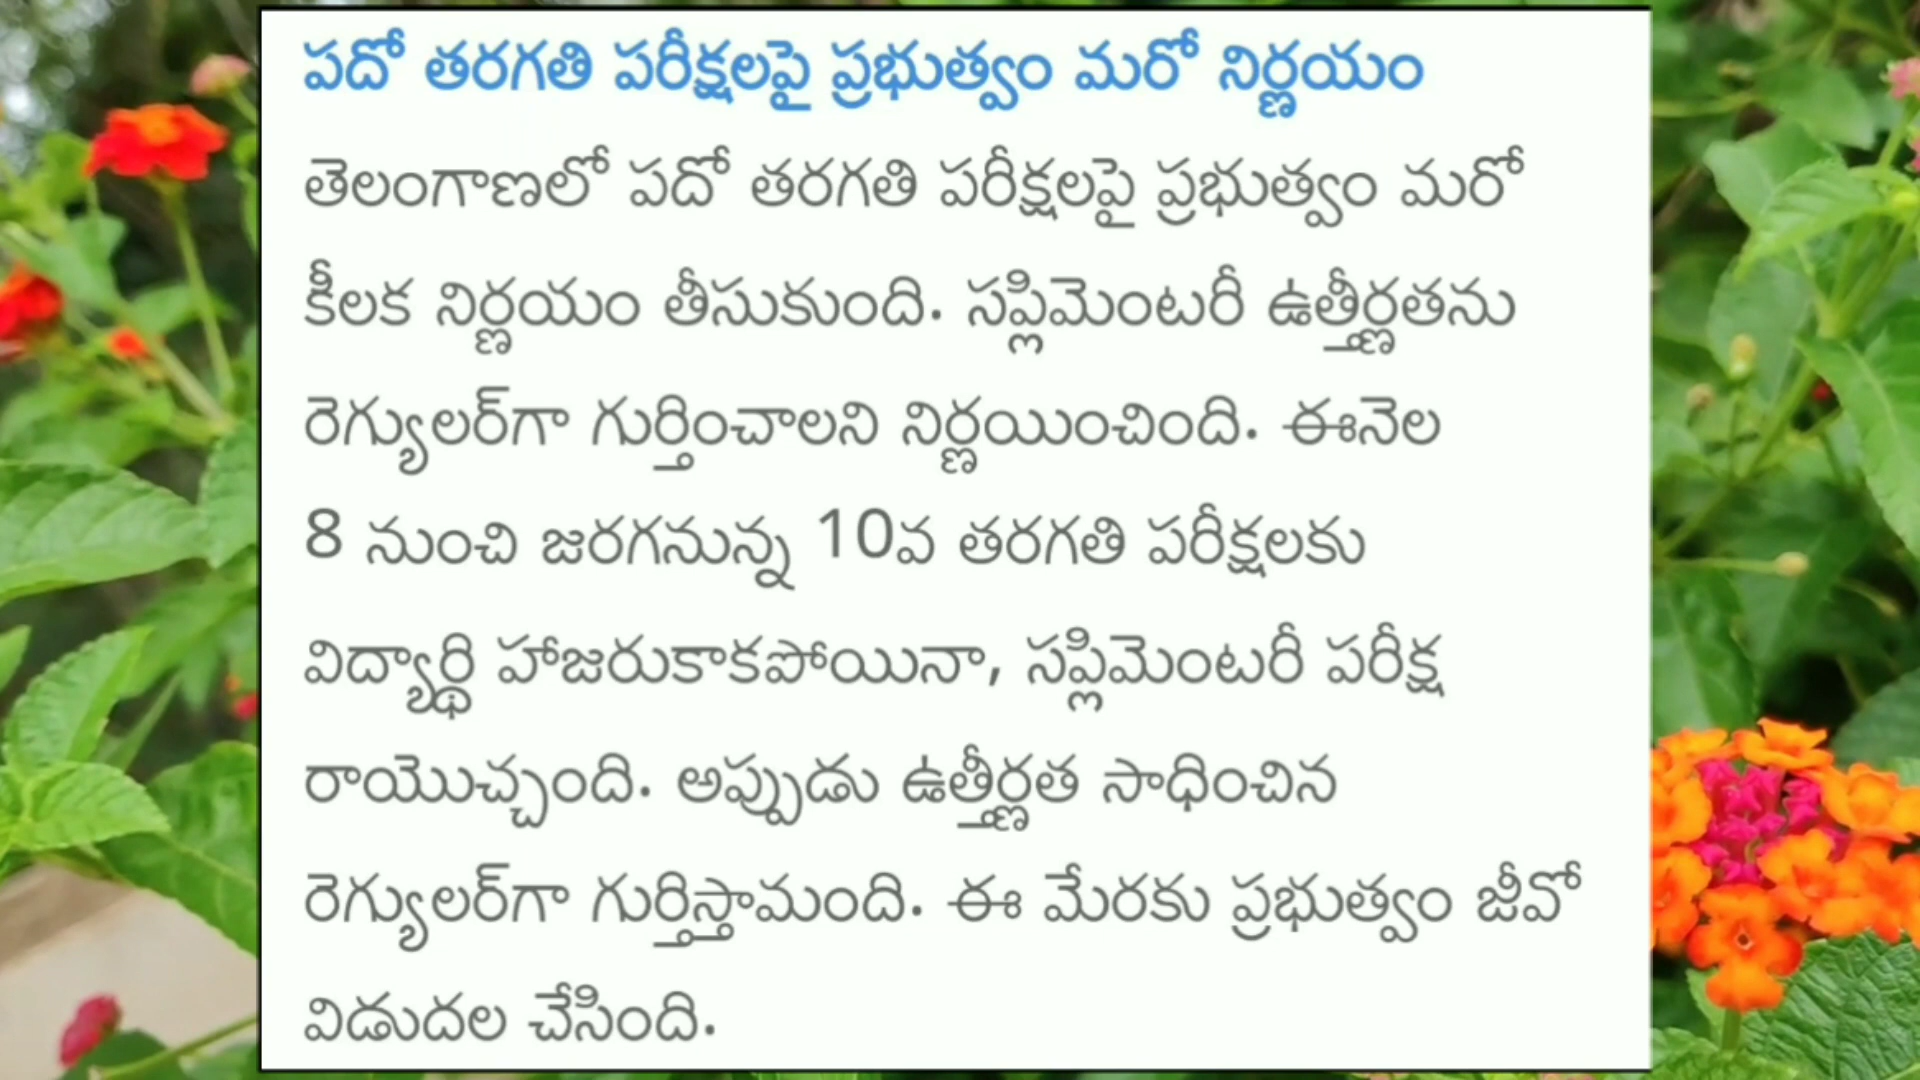 పదో తరగతి పరీక్షలపై ప్రభుత్వం మరో నిర్ణయం
తెలంగాణలో పదో తరగతి పరీక్షలపై ప్రభుత్వం మరో
కీలక నిర్ణయం తీసుకుంది. సప్లిమెంటరీ ఉత్తీర్ణతను
రెగ్యులర్‌గా గుర్తించాలని నిర్ణయించింది. ఈనెల
8 నుంచి జరగనున్న 10వ తరగతి పరీక్షలకు
విద్యార్థి హాజరుకాకపోయినా, సప్లిమెంటరీ పరీక్ష
రాయొచ్చంది. అప్పుడు ఉత్తీర్ణత సాధించిన
రెగ్యులర్‌గా గుర్తిస్తామంది. ఈ మేరకు ప్రభుత్వం జీవో
విడుదల చేసింది.